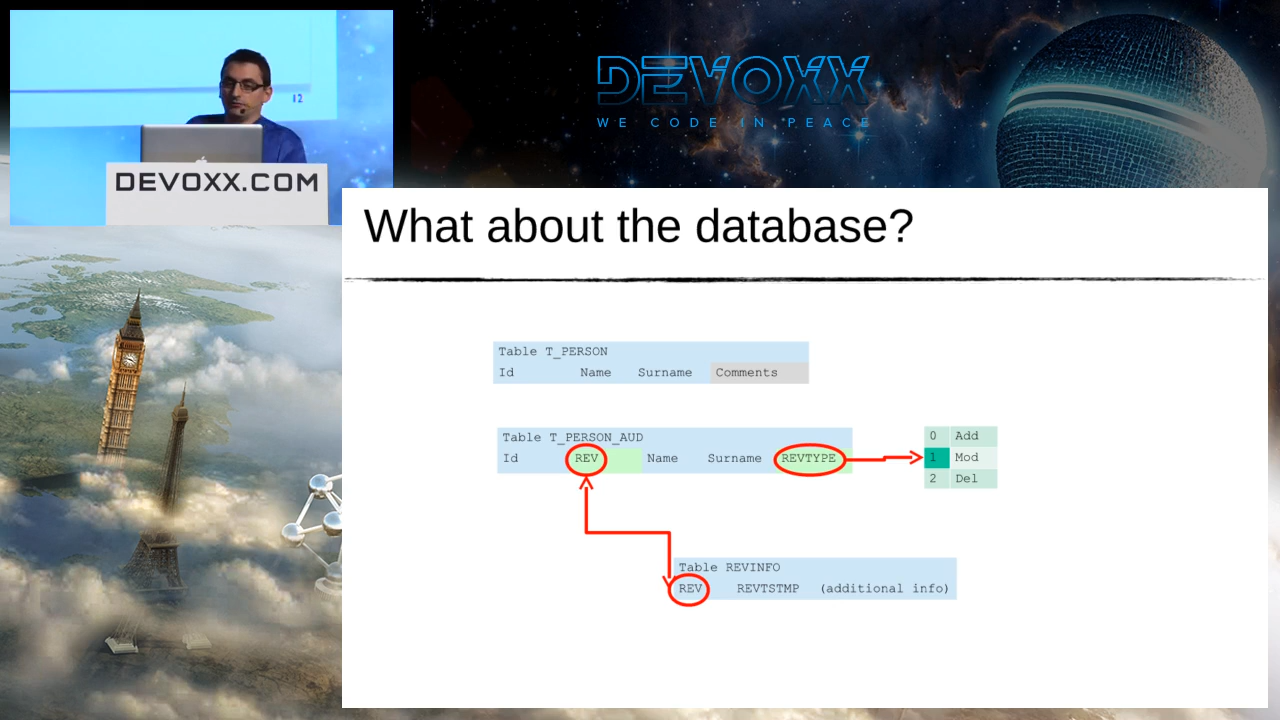 12
DEVOXX.COM
DEVOXX
WE CODE IN PEACE
What about the database?
Table T_PERSON
Id Name Surname Comments
Table T_PERSON_AUD
Id REV Name Surname REVTYPE
0 Add
1 Mod
2 Del
Table REVINFO
REV REVTSTMP (additional info)